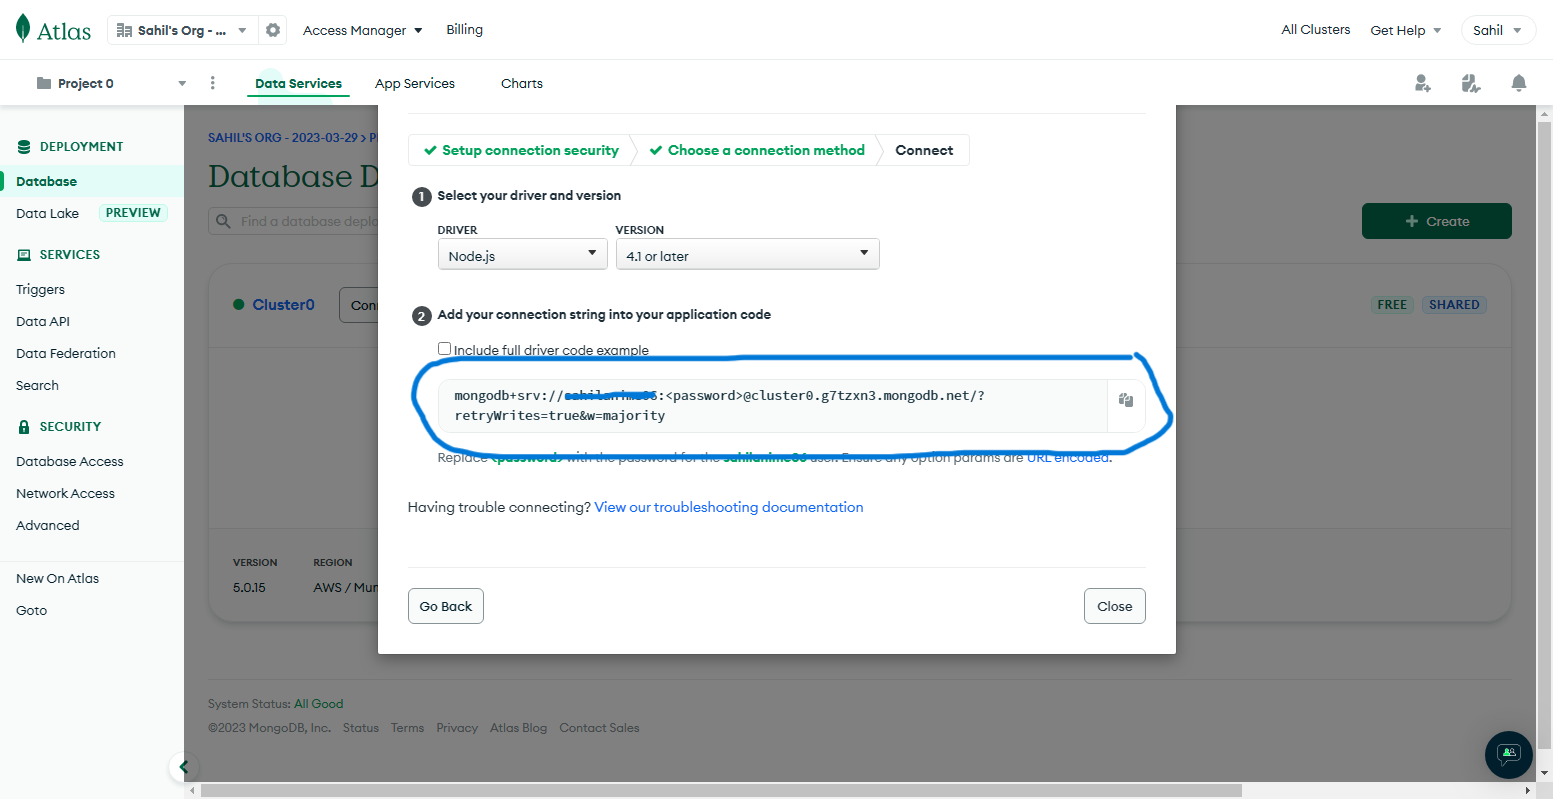 Atlas
Sahil's Org - ...
Access Manager
Billing
All Clusters
Get Help
Sahil
Project 0
Data Services
App Services
Charts
DEPLOYMENT
Database
Data Lake PREVIEW
SERVICES
Triggers
Data API
Data Federation
Search
SECURITY
Database Access
Network Access
Advanced
New On Atlas
Goto
SAHIL'S ORG - 2023-03-29 > P
Database D
Find a database deplo
+ Create
Cluster0
Con
FREE SHARED
VERSION
5.0.15
REGION
AWS / Mum
Setup connection security
Choose a connection method
Connect
1 Select your driver and version
DRIVER
Node.js
VERSION
4.1 or later
2 Add your connection string into your application code
Include full driver code example
mongodb+srv://:<password>@cluster0.g7tzxn3.mongodb.net/?
retryWrites=true&w=majority
Replace <password> with the password for the user. Ensure any option params are URL encoded.
Having trouble connecting? View our troubleshooting documentation
Go Back
Close
System Status: All Good
©2023 MongoDB, Inc. Status Terms Privacy Atlas Blog Contact Sales